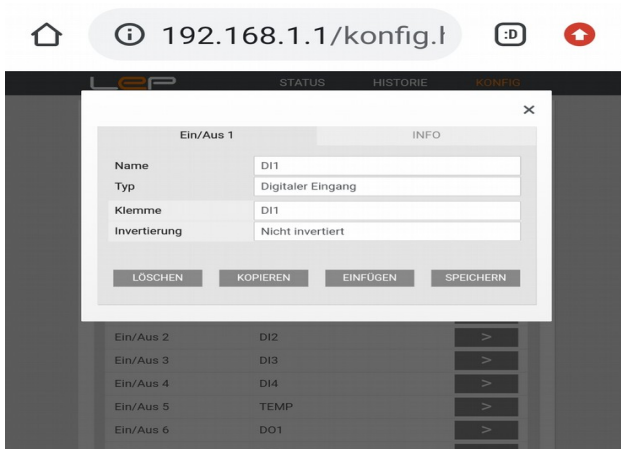 192.168.1.1/konfig.h
:D
LEP STATUS HISTORIE KONFIG
×
Ein/Aus 1 INFO
Name DI1
Typ Digitaler Eingang
Klemme DI1
Invertierung Nicht invertiert
LÖSCHEN KOPIEREN EINFÜGEN SPEICHERN
Ein/Aus 2 DI2 >
Ein/Aus 3 DI3 >
Ein/Aus 4 DI4 >
Ein/Aus 5 TEMP >
Ein/Aus 6 DO1 >